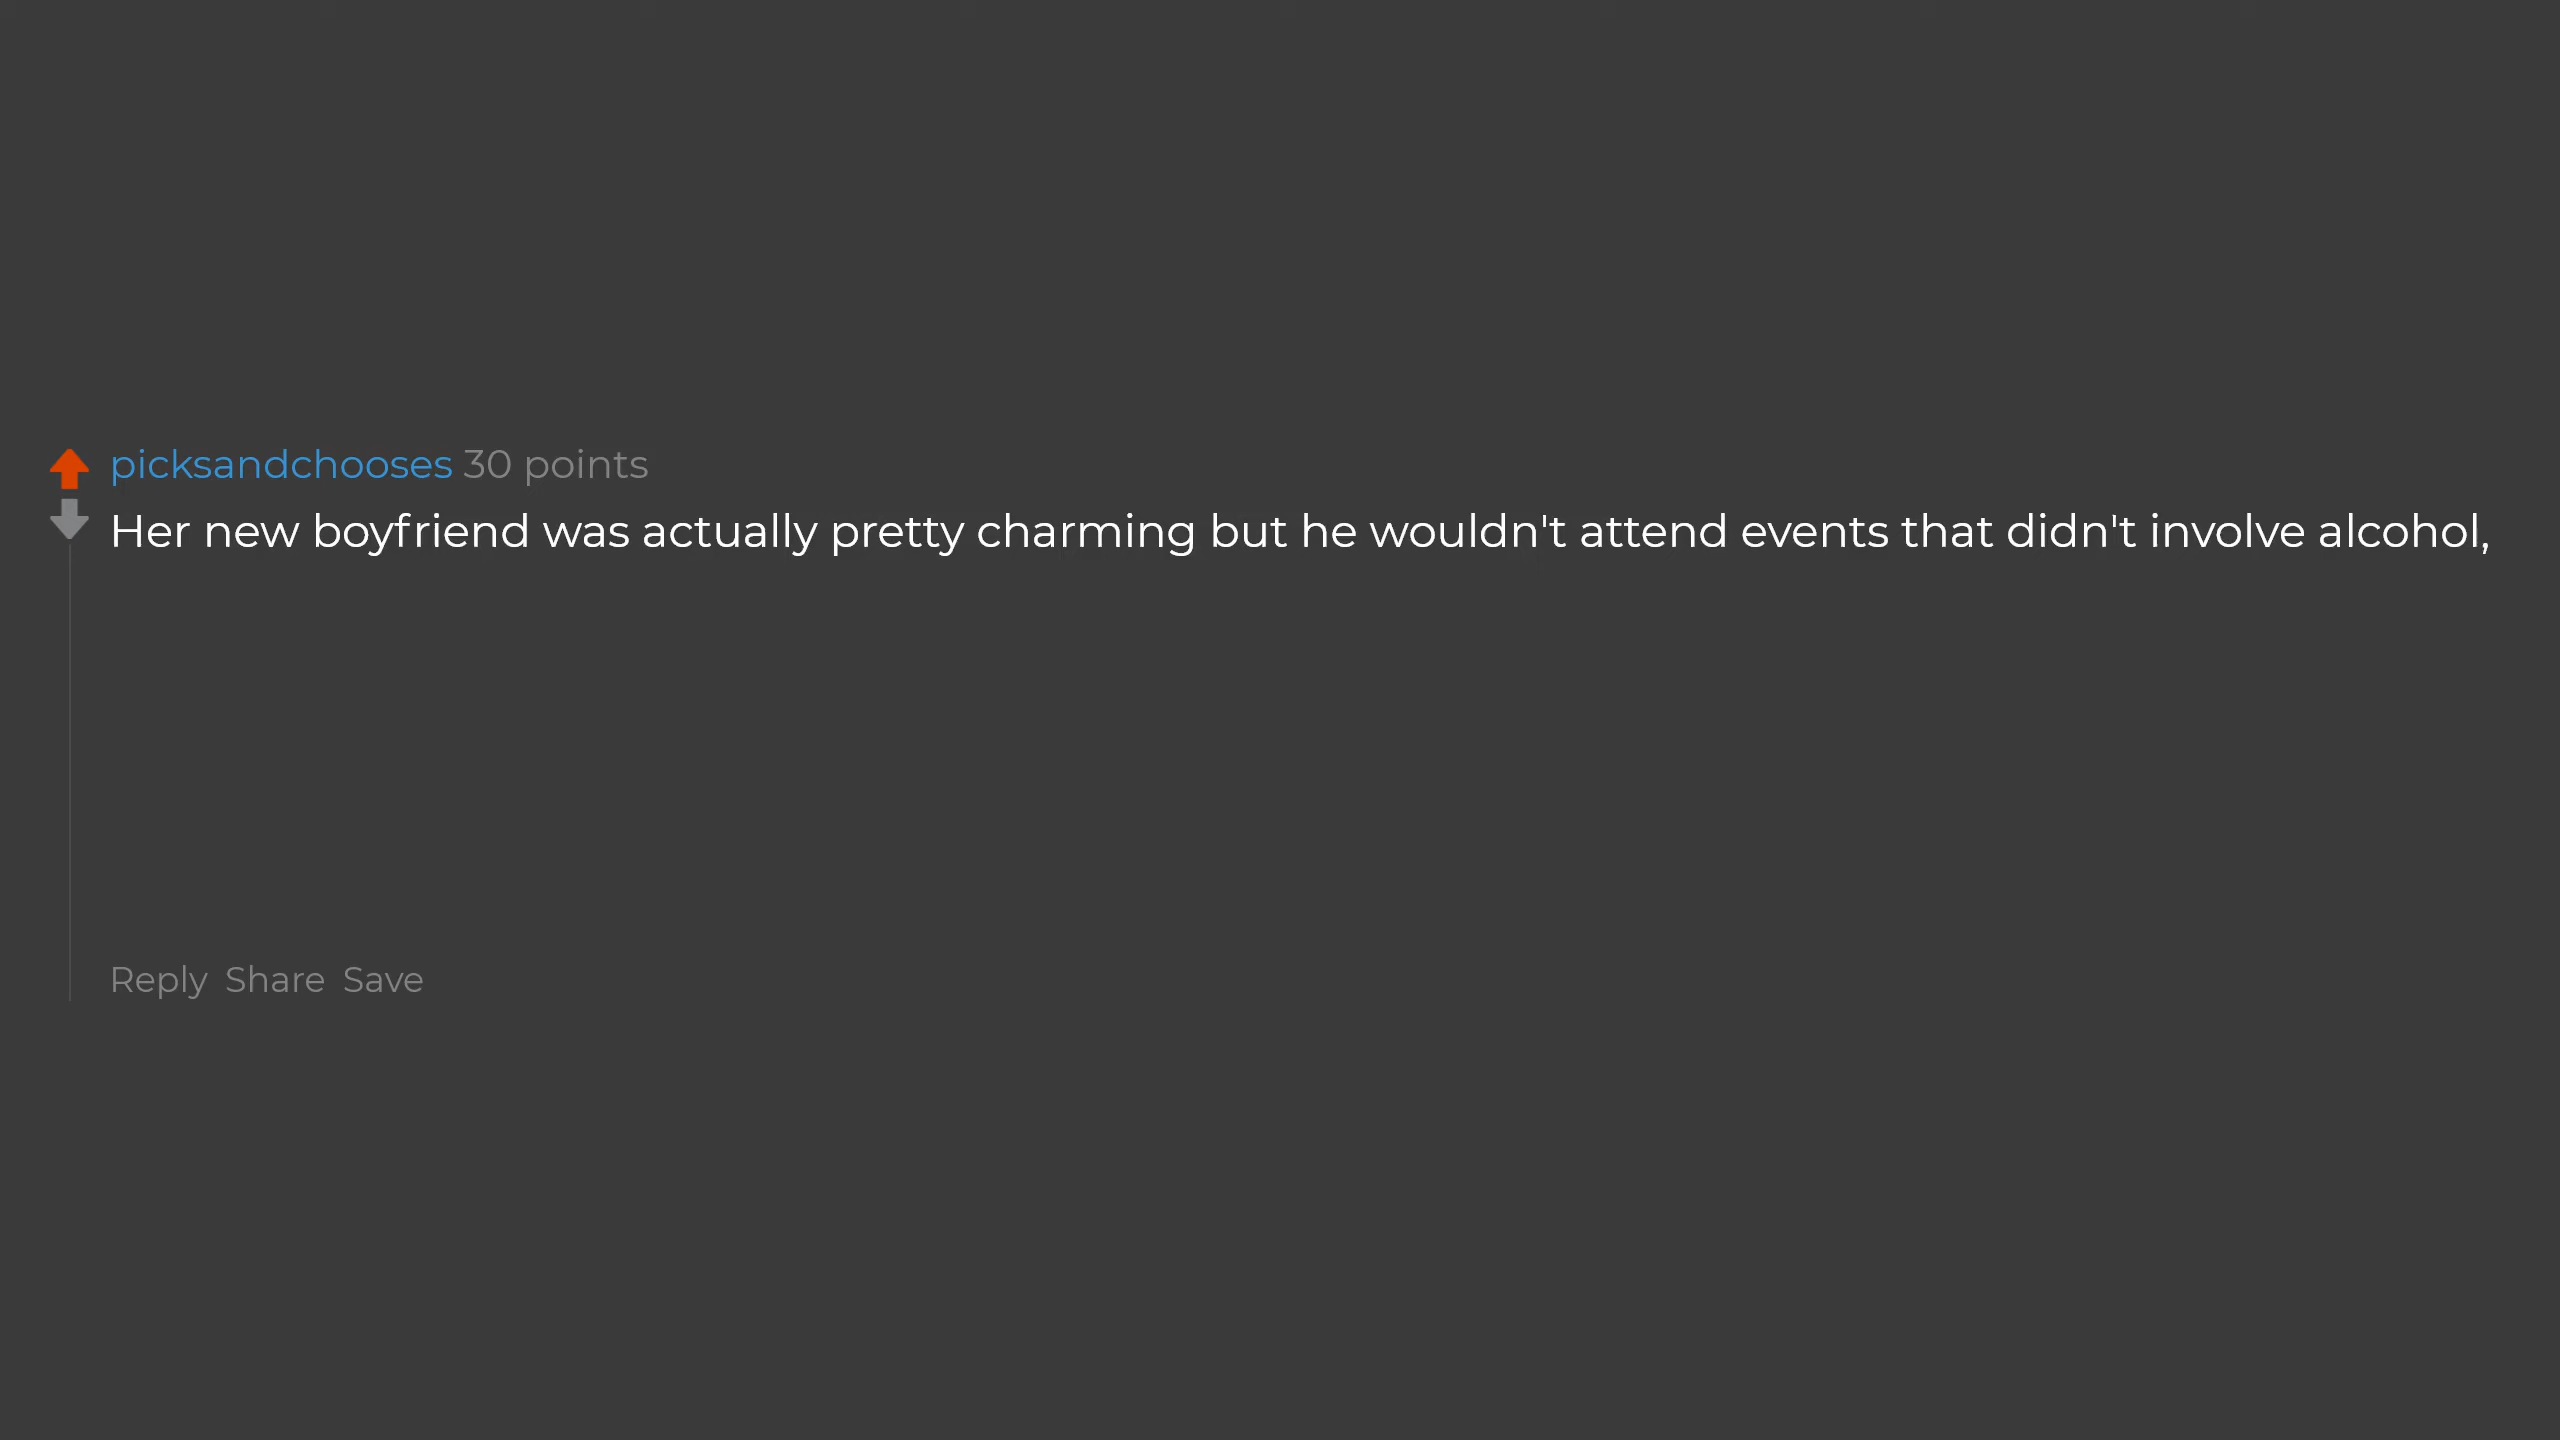 picksandchooses 30 points
Her new boyfriend was actually pretty charming but he wouldn't attend events that didn't involve alcohol,
Reply Share Save